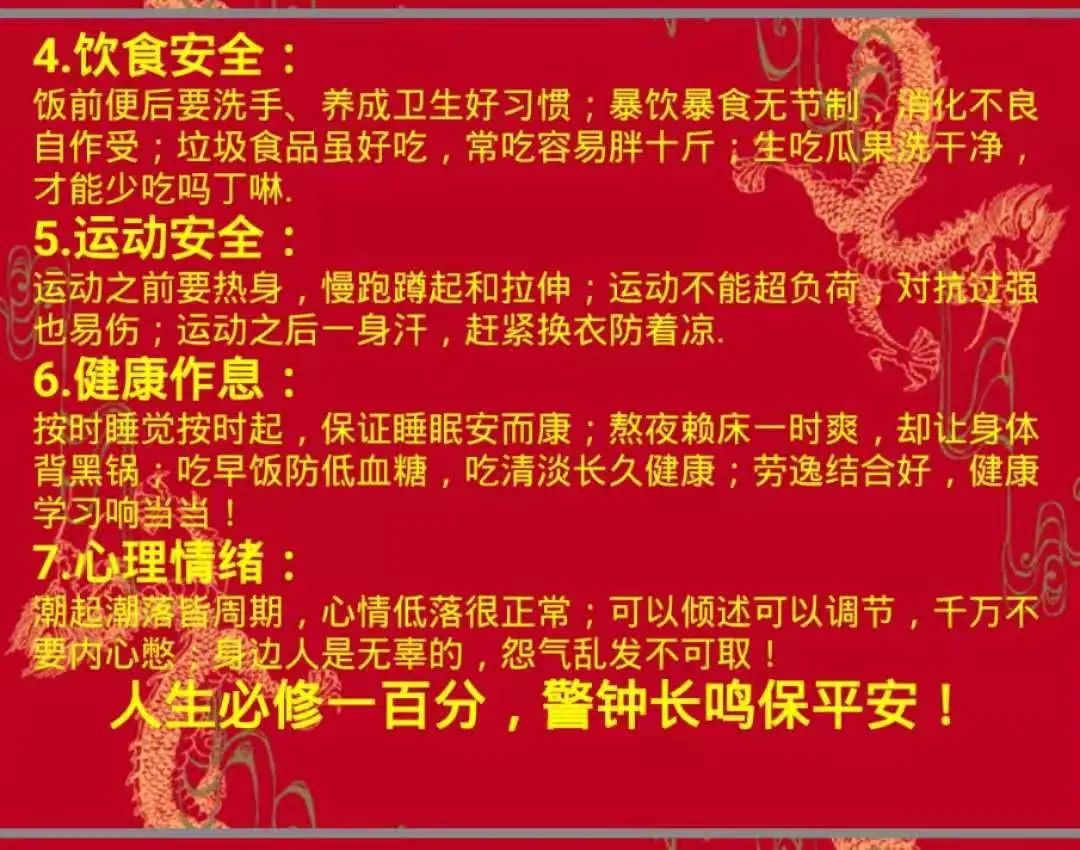 4.饮食安全：
饭前便后要洗手、养成卫生好习惯；暴饮暴食无节制，消化不良
自作受；垃圾食品虽好吃，常吃容易胖十斤；生吃瓜果洗干净，
才能少吃吗丁啉.
5.运动安全：
运动之前要热身，慢跑蹲起和拉伸；运动不能超负荷，对抗过强
也易伤；运动之后一身汗，赶紧换衣防着凉.
6.健康作息：
按时睡觉按时起，保证睡眠安而康；熬夜赖床一时爽，却让身体
背黑锅；吃早饭防低血糖，吃清淡长久健康；劳逸结合好，健康
学习响当当！
7.心理情绪：
潮起潮落皆周期，心情低落很正常；可以倾述可以调节，千万不
要内心憋；身边人是无辜的，怨气乱发不可取！
人生必修一百分，警钟长鸣保平安！